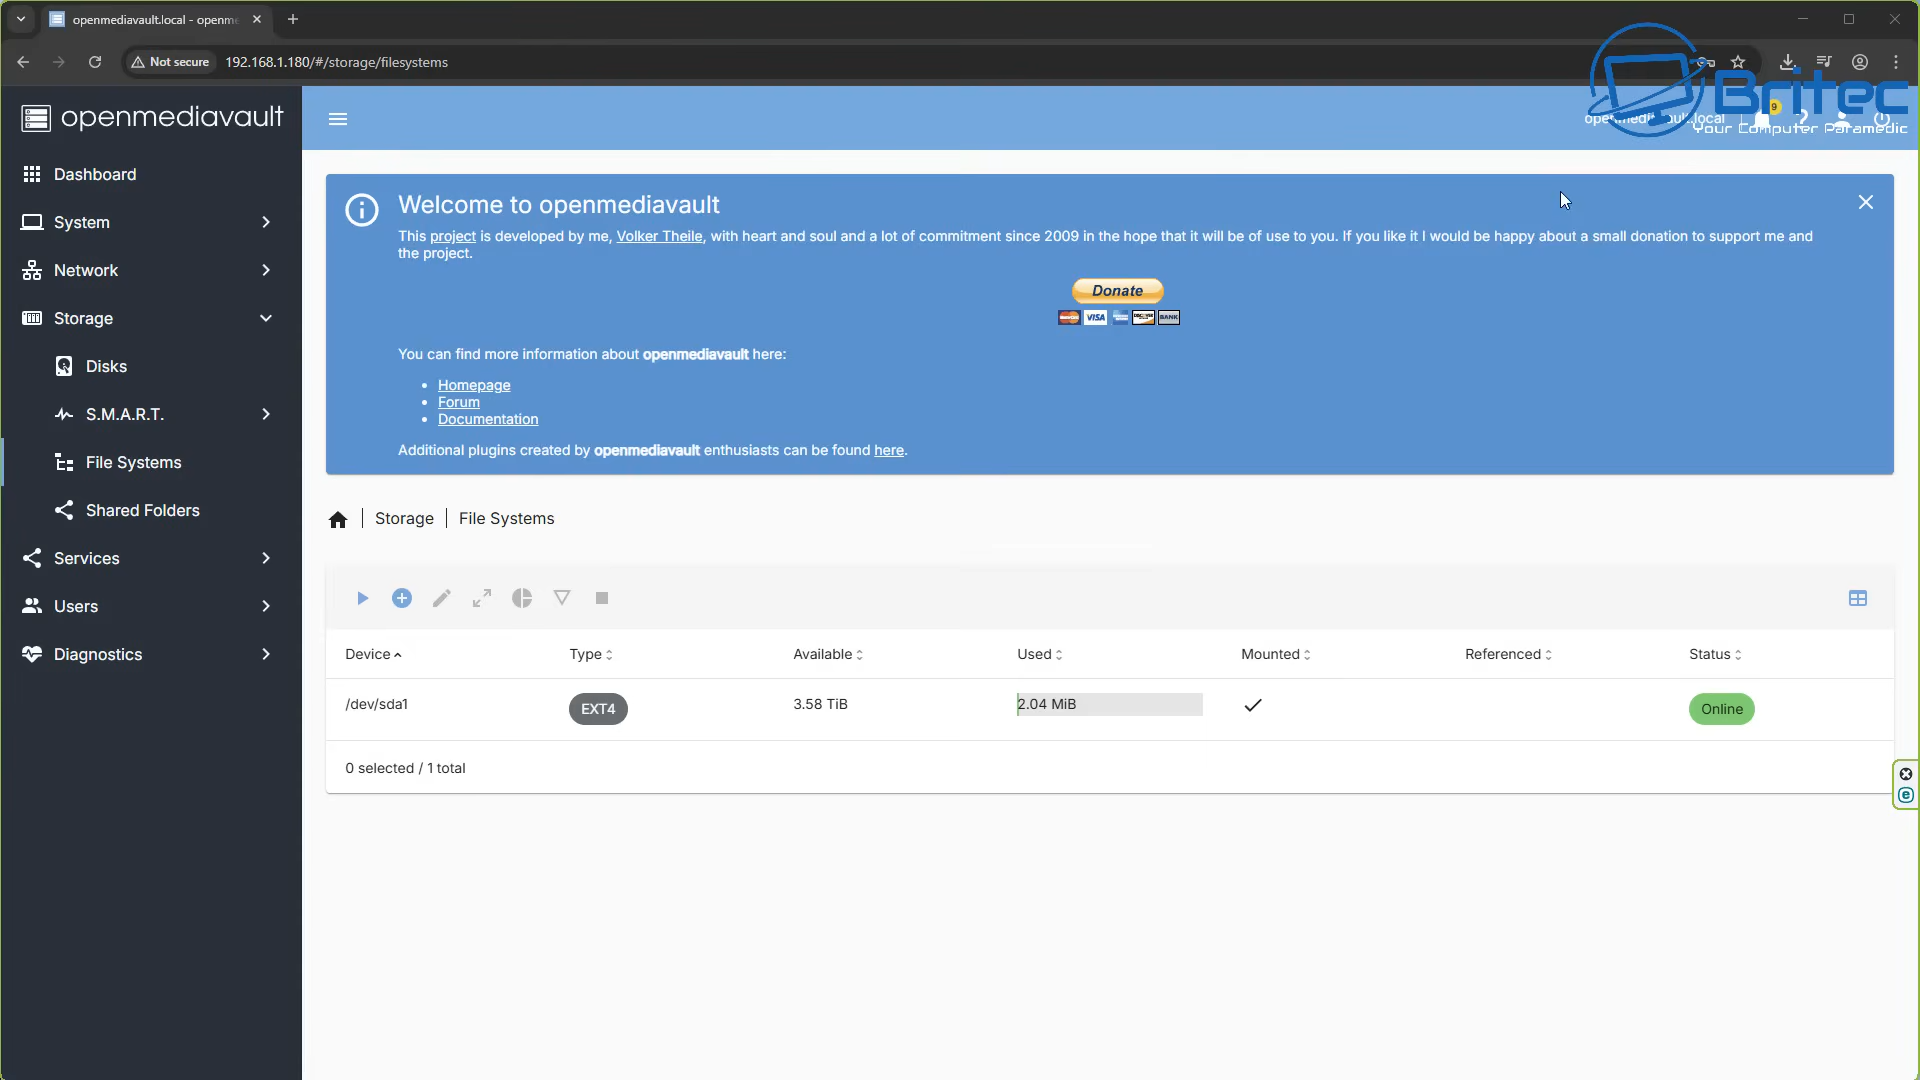 openmediavault.local - openme
Not secure
192.168.1.180/#/storage/filesystems
Britec
Your Computer Paramedic
openmediavault
openmediavault.local
9
Dashboard
System
Network
Storage
Disks
S.M.A.R.T.
File Systems
Shared Folders
Services
Users
Diagnostics
Welcome to openmediavault
This project is developed by me, Volker Theile, with heart and soul and a lot of commitment since 2009 in the hope that it will be of use to you. If you like it I would be happy about a small donation to support me and
the project.
Donate
VISA
BANK
You can find more information about openmediavault here:
Homepage
Forum
Documentation
Additional plugins created by openmediavault enthusiasts can be found here.
Storage | File Systems
Device Type Available Used Mounted Referenced Status
/dev/sda1 EXT4 3.58 TiB 2.04 MiB Online
0 selected / 1 total